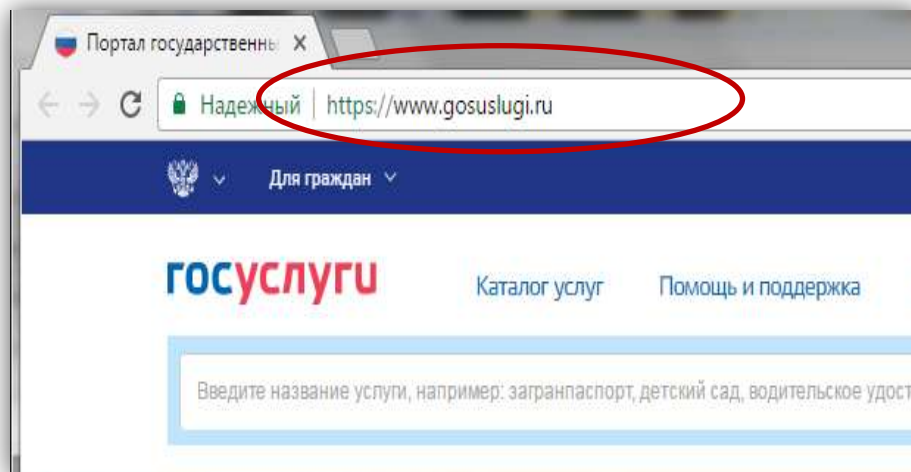 Портал государственны
Надежный | https://www.gosuslugi.ru
Для граждан
госуслуги Каталог услуг Помощь и поддержка
Введите название услуги, например: загранпаспорт, детский сад, водительское удост